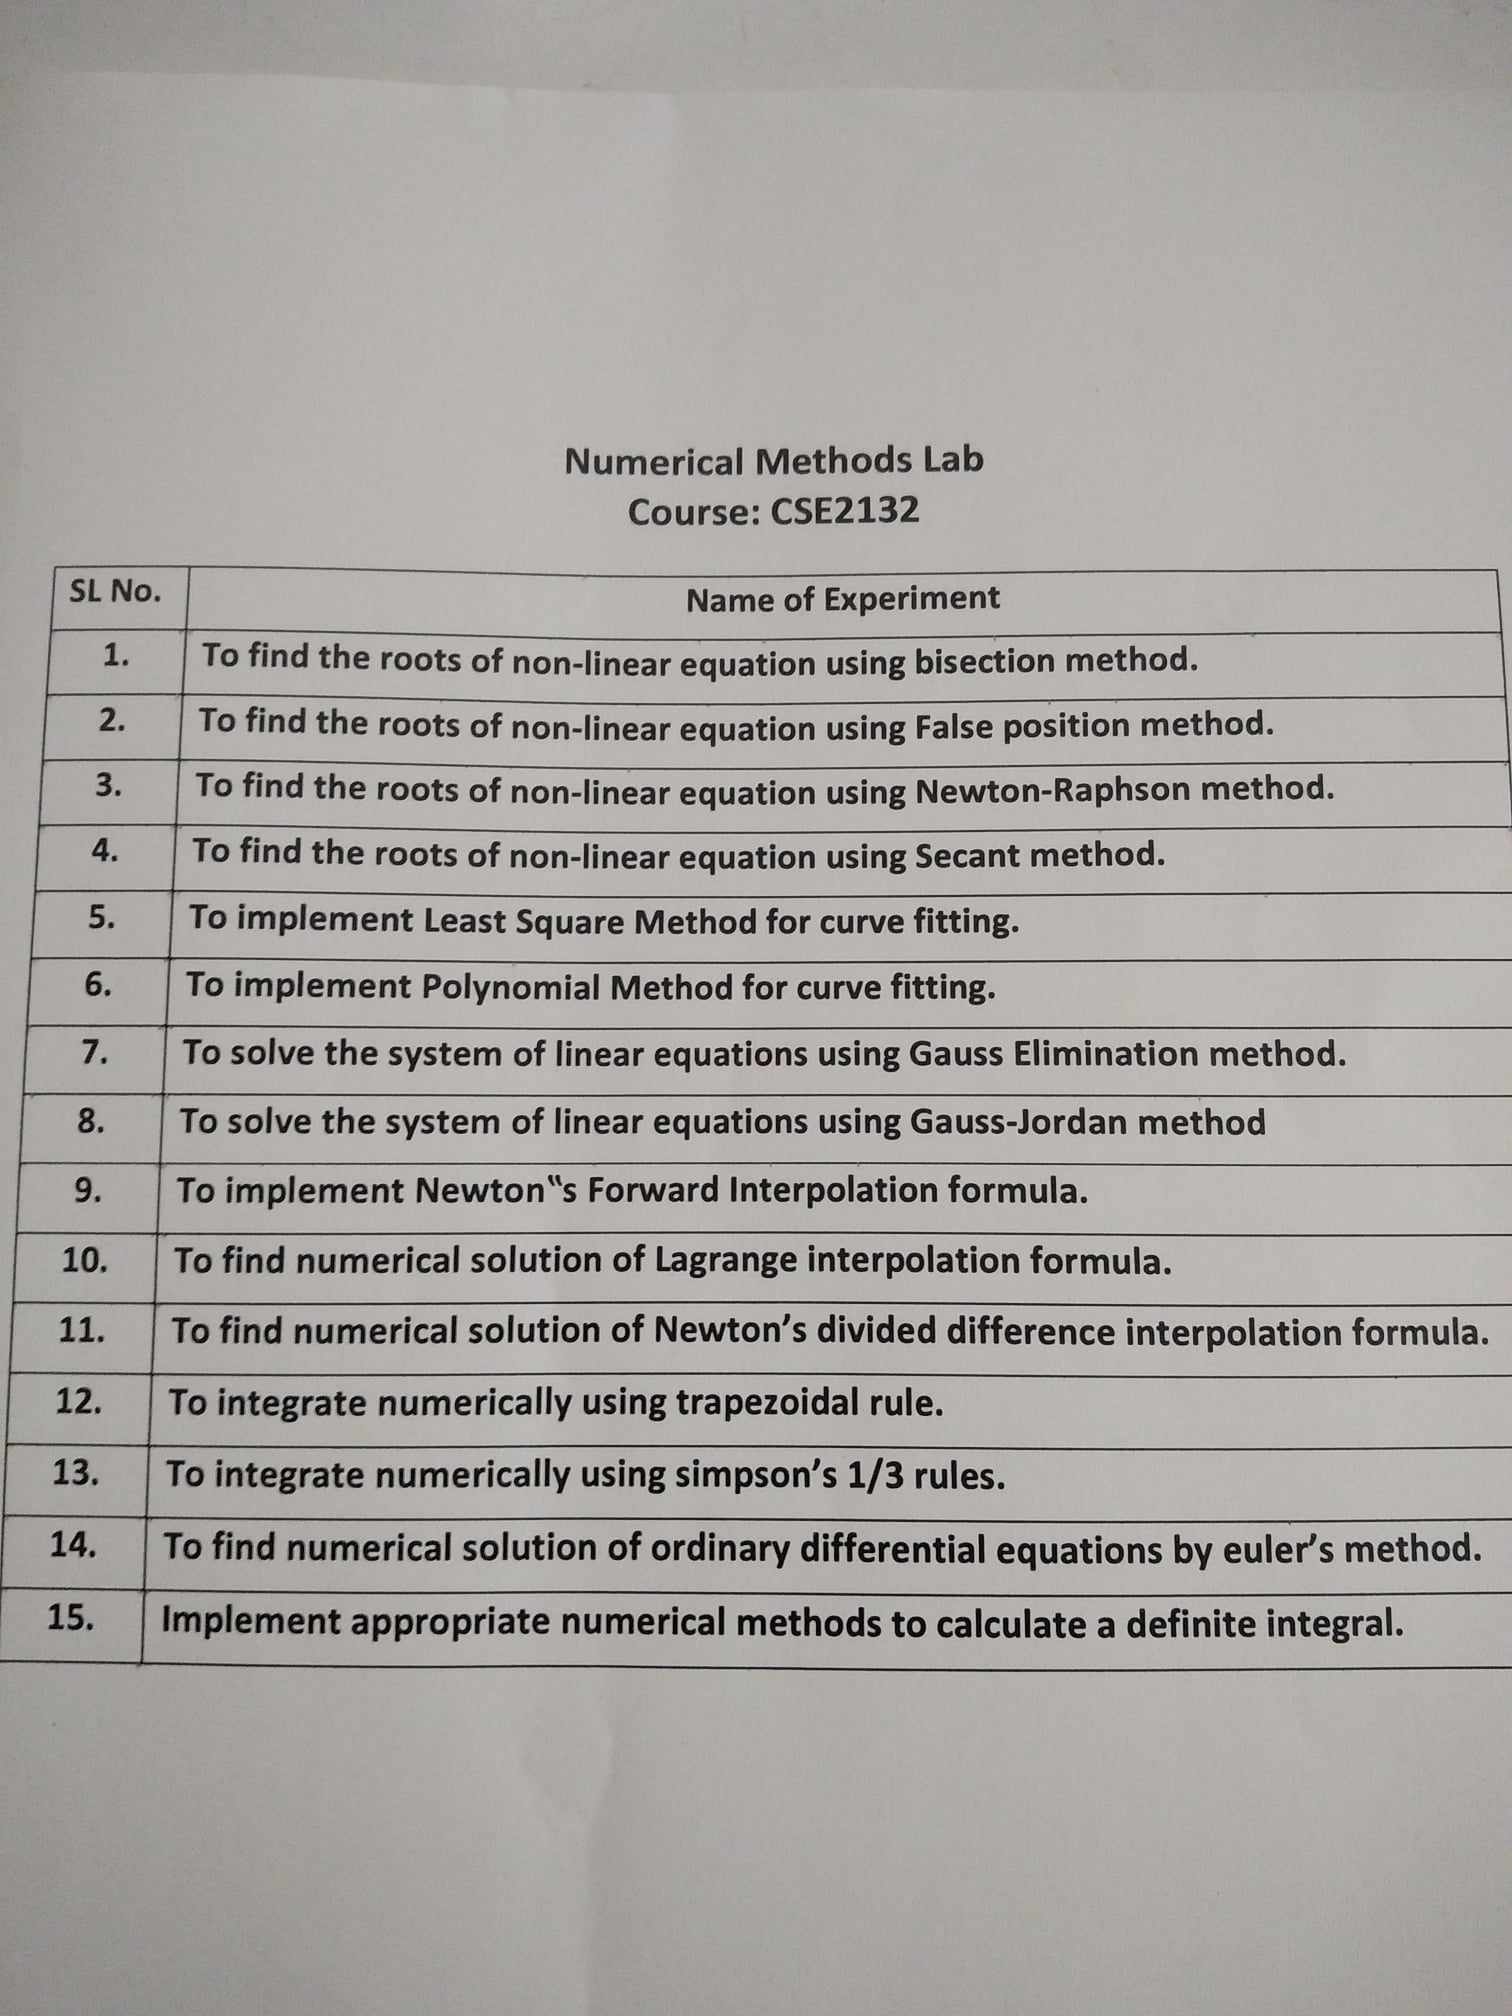 Numerical Methods Lab
Course: CSE2132
SL No. Name of Experiment
1. To find the roots of non-linear equation using bisection method.
2. To find the roots of non-linear equation using False position method.
3. To find the roots of non-linear equation using Newton-Raphson method.
4. To find the roots of non-linear equation using Secant method.
5. To implement Least Square Method for curve fitting.
6. To implement Polynomial Method for curve fitting.
7. To solve the system of linear equations using Gauss Elimination method.
8. To solve the system of linear equations using Gauss-Jordan method
9. To implement Newton‟s Forward Interpolation formula.
10. To find numerical solution of Lagrange interpolation formula.
11. To find numerical solution of Newton’s divided difference interpolation formula.
12. To integrate numerically using trapezoidal rule.
13. To integrate numerically using simpson’s 1/3 rules.
14. To find numerical solution of ordinary differential equations by euler’s method.
15. Implement appropriate numerical methods to calculate a definite integral.